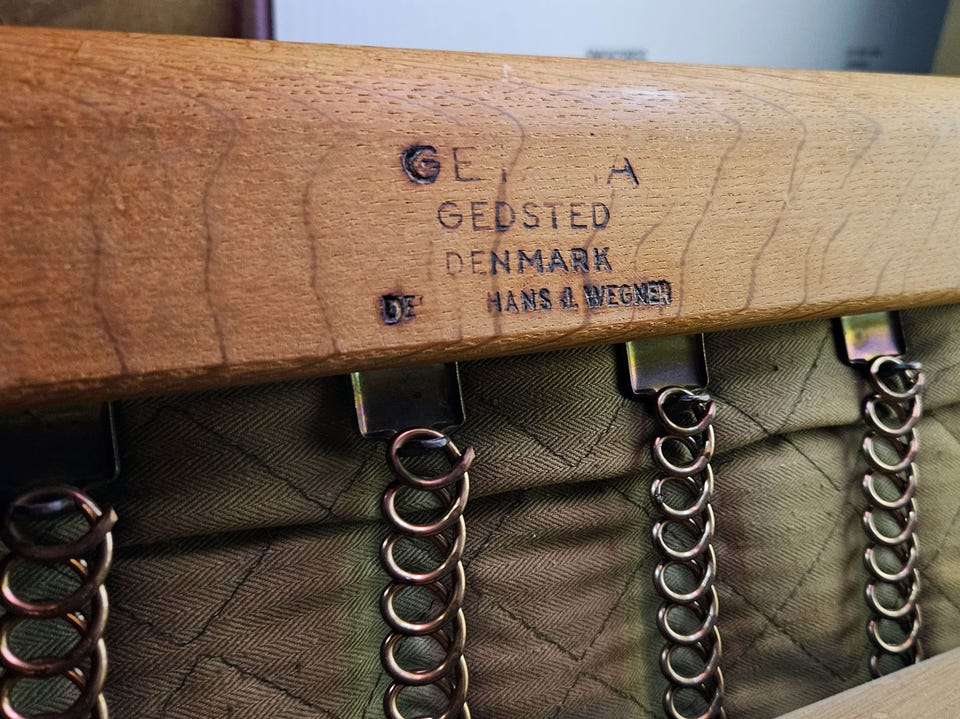 GEDSTED
DENMARK
HANS J. WEGNER